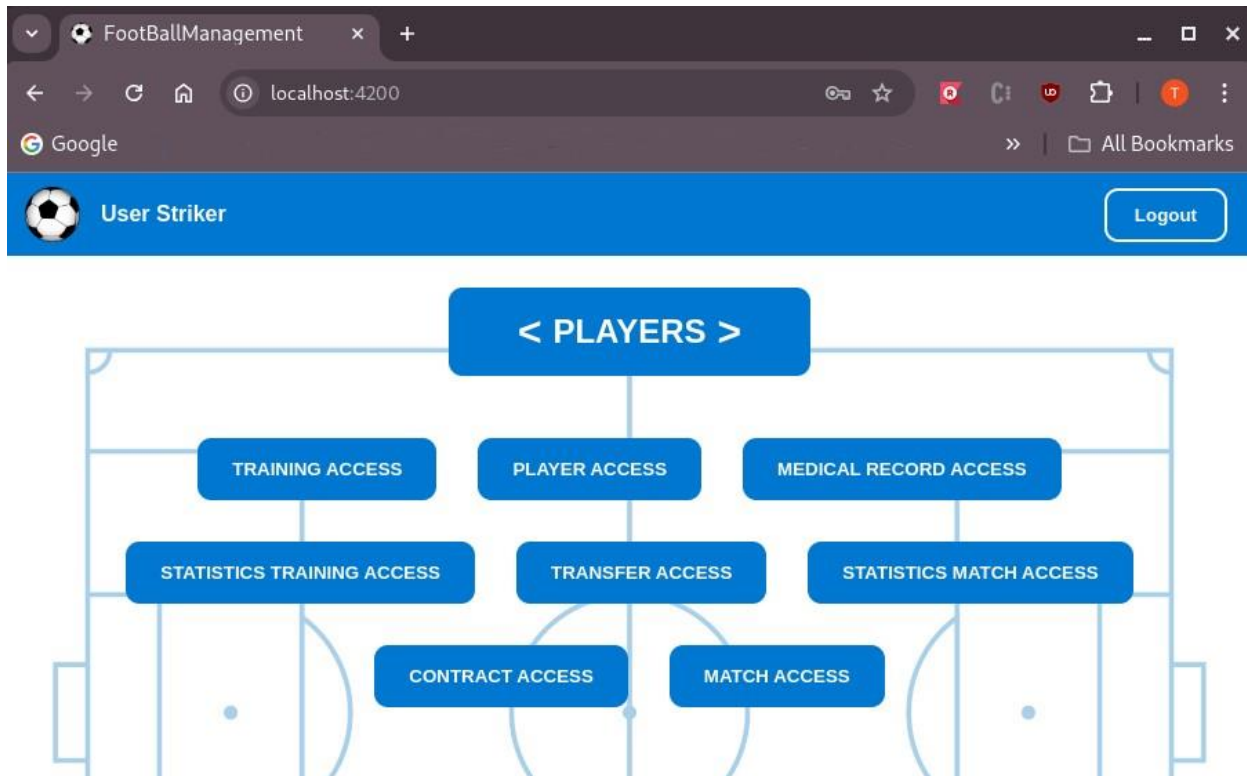 FootBallManagement
localhost:4200
Google
All Bookmarks
T
User Striker
Logout
< PLAYERS >
TRAINING ACCESS
PLAYER ACCESS
MEDICAL RECORD ACCESS
STATISTICS TRAINING ACCESS
TRANSFER ACCESS
STATISTICS MATCH ACCESS
CONTRACT ACCESS
MATCH ACCESS